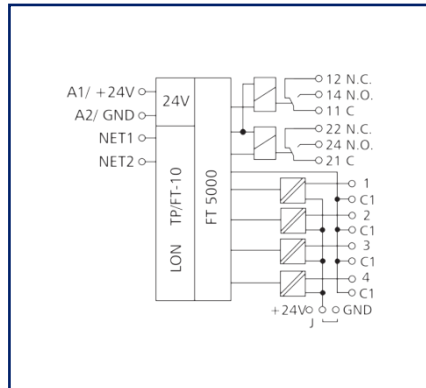 A1/ +24V
A2/ GND
NET1
NET2
24V
LON TP/FT-10
FT 5000
12 N.C.
14 N.O.
11 C
22 N.C.
24 N.O.
21 C
1
C1
2
C1
3
C1
4
C1
+24V
GND
J